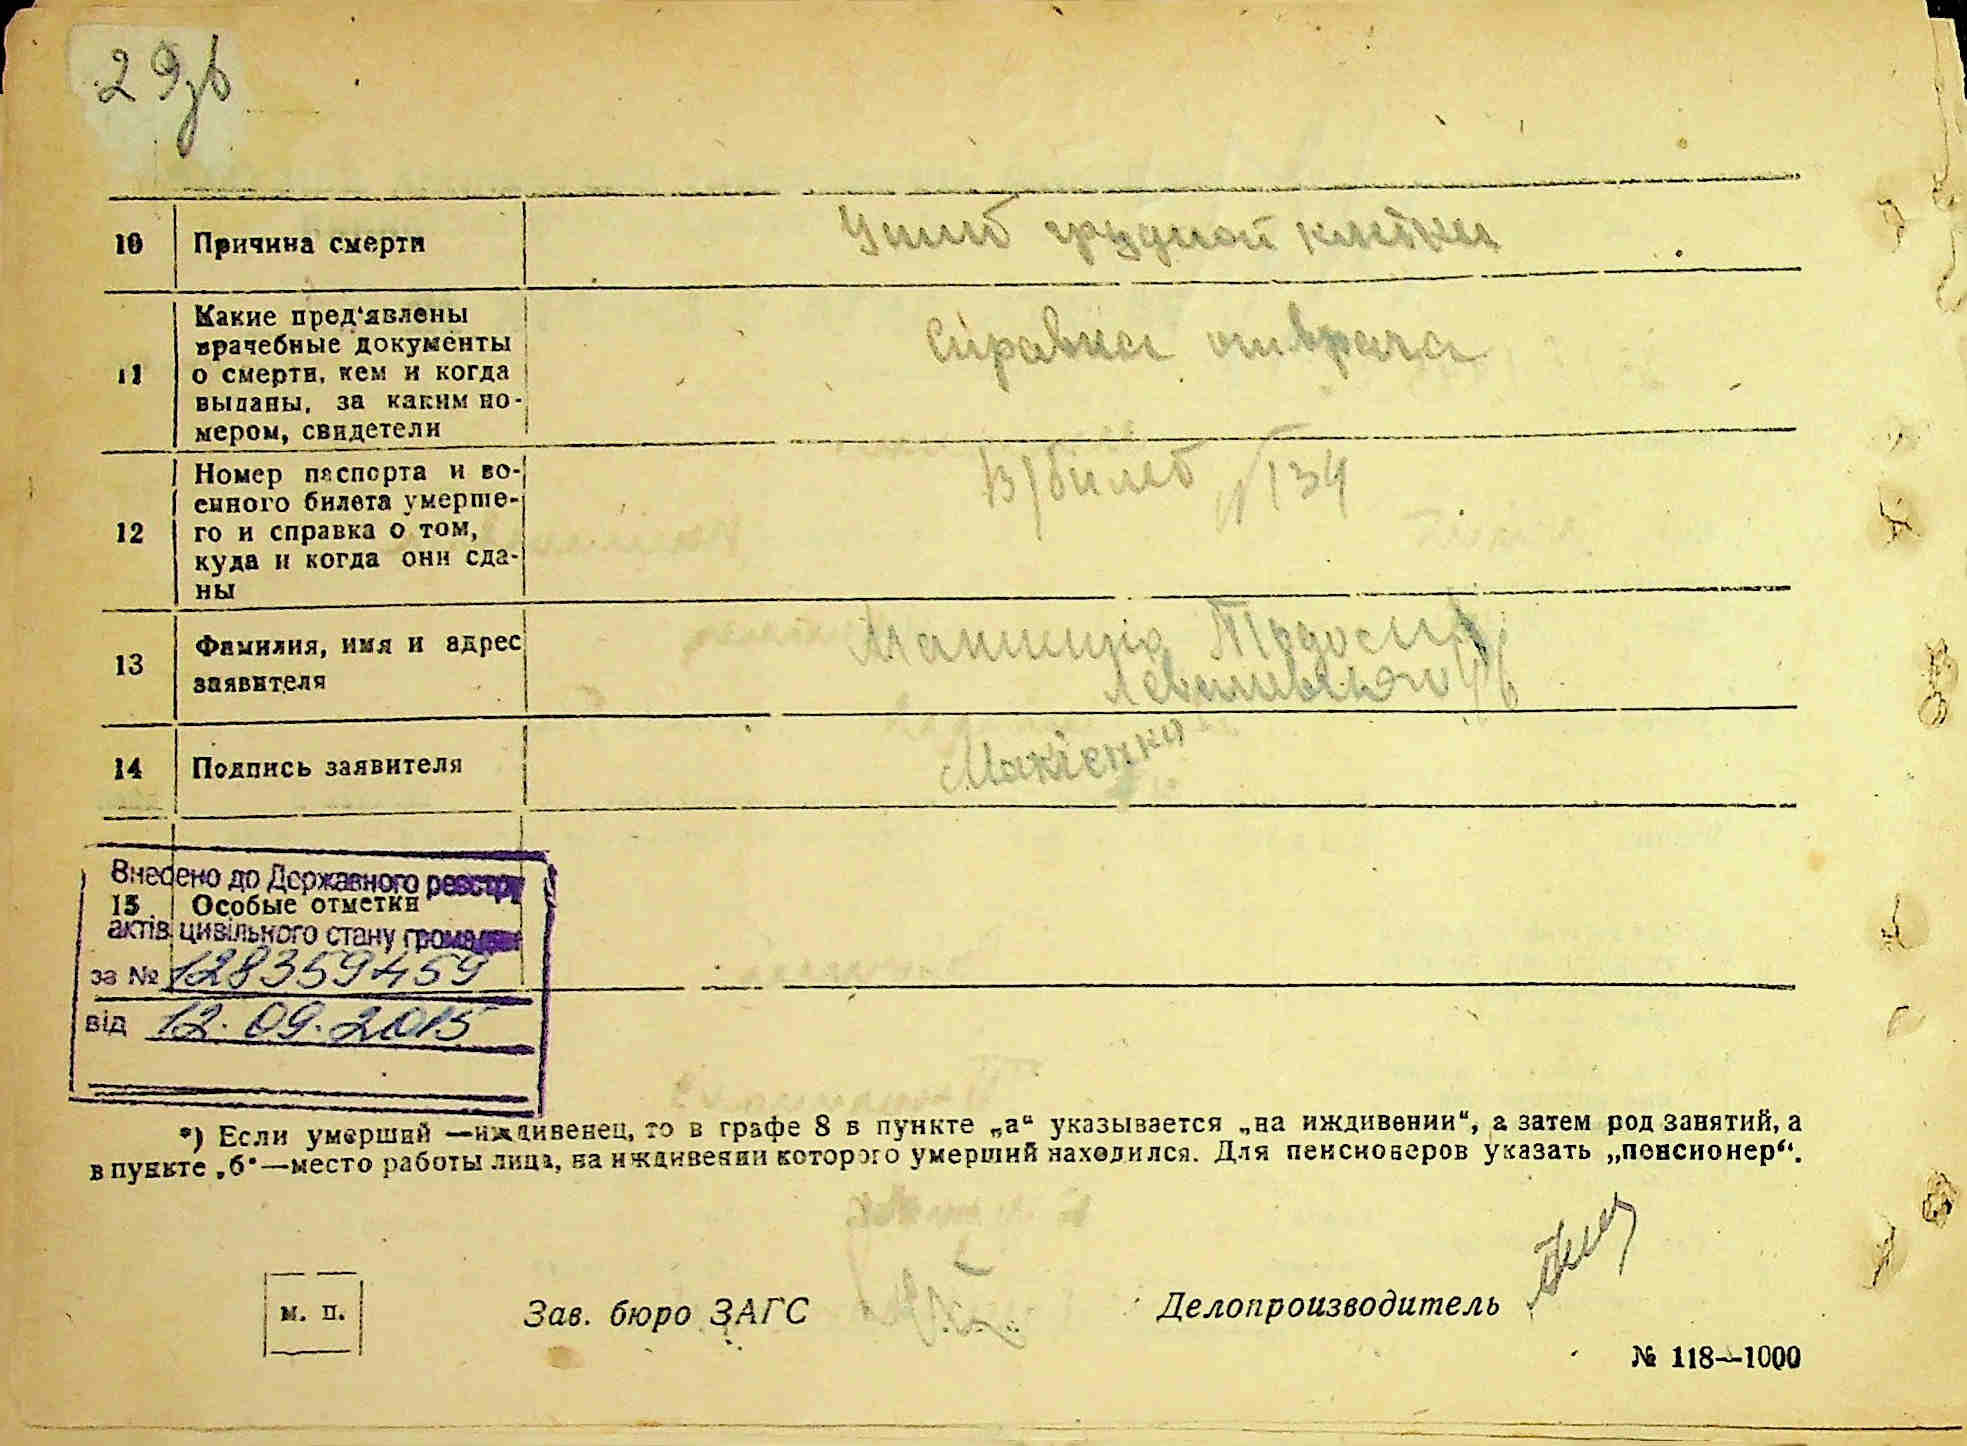 29зв
10 Причина смерти Ушиб грудной клетки
11 Какие пред‘явлены
врачебные документы
о смерти, кем и когда
выданы, за каким но-
мером, свидетели
Справка от врача
12 Номер паспорта и во-
енного билета умерше-
го и справка о том,
куда и когда они сда-
ны
В/билет № 134
13 Фамилия, имя и адрес
заявителя
14 Подпись заявителя
Внесено до Державного реєстру
15 Особые отметки
актів цивільного стану громадян
за № 128359459
від 12.09.2015
*) Если умерший —иждивенец, то в графе 8 в пункте „а“ указывается „на иждивении“, а затем род занятий, а
в пункте „б“—место работы лица, на иждивении которого умерший находился. Для пенсионеров указать „пенсионер“.
м. п. Зав. бюро ЗАГС Делопроизводитель
№ 118—1000